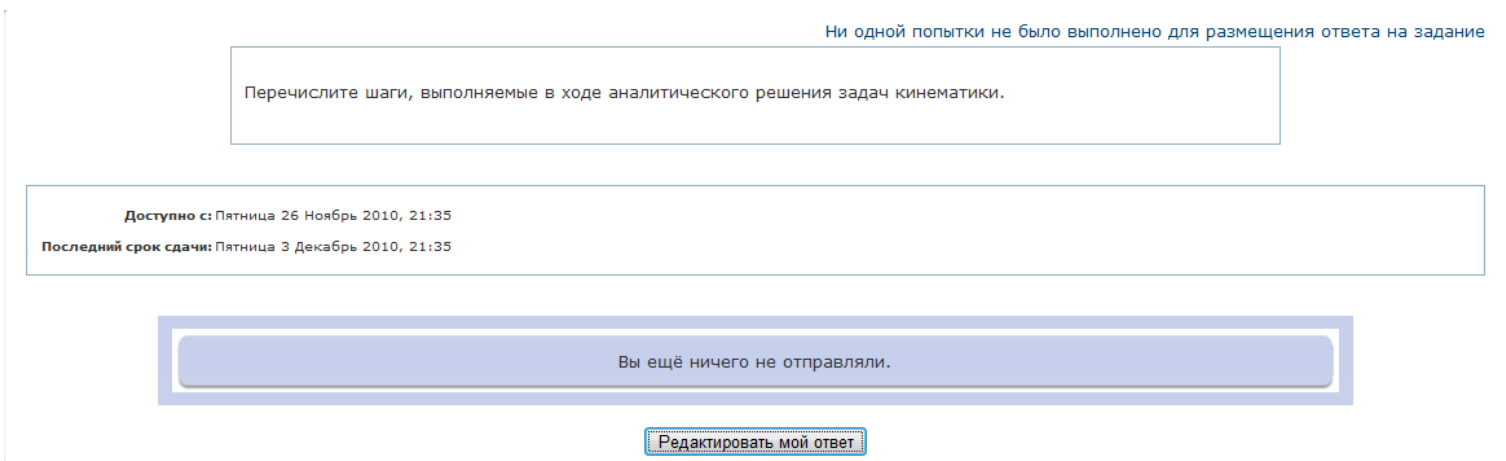 Ни одной попытки не было выполнено для размещения ответа на задание
Перечислите шаги, выполняемые в ходе аналитического решения задач кинематики.
Доступно с: Пятница 26 Ноябрь 2010, 21:35
Последний срок сдачи: Пятница 3 Декабрь 2010, 21:35
Вы ещё ничего не отправляли.
Редактировать мой ответ